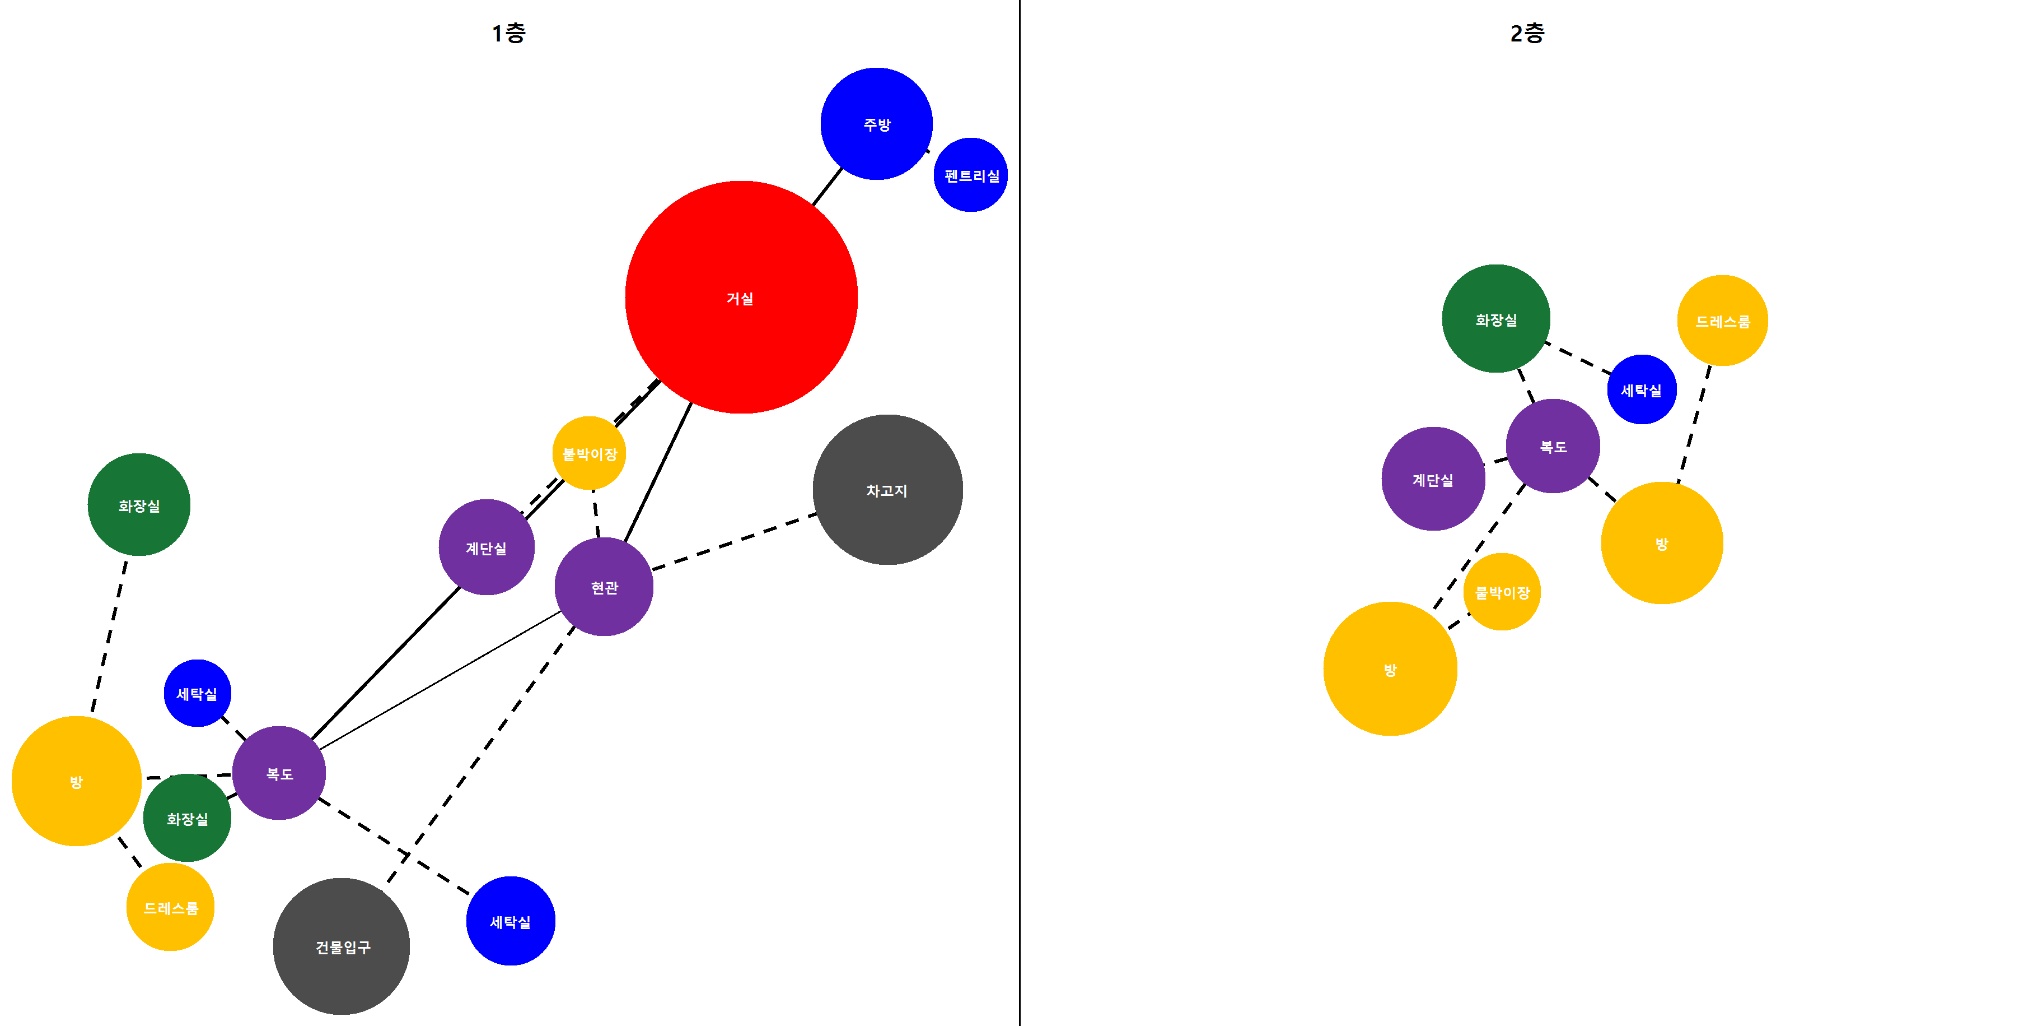 1층
주방
펜트리실
거실
붙박이장
차고지
화장실
계단실
현관
세탁실
복도
방
화장실
드레스룸
건물입구
세탁실
2층
화장실
드레스룸
세탁실
복도
계단실
방
붙박이장
방